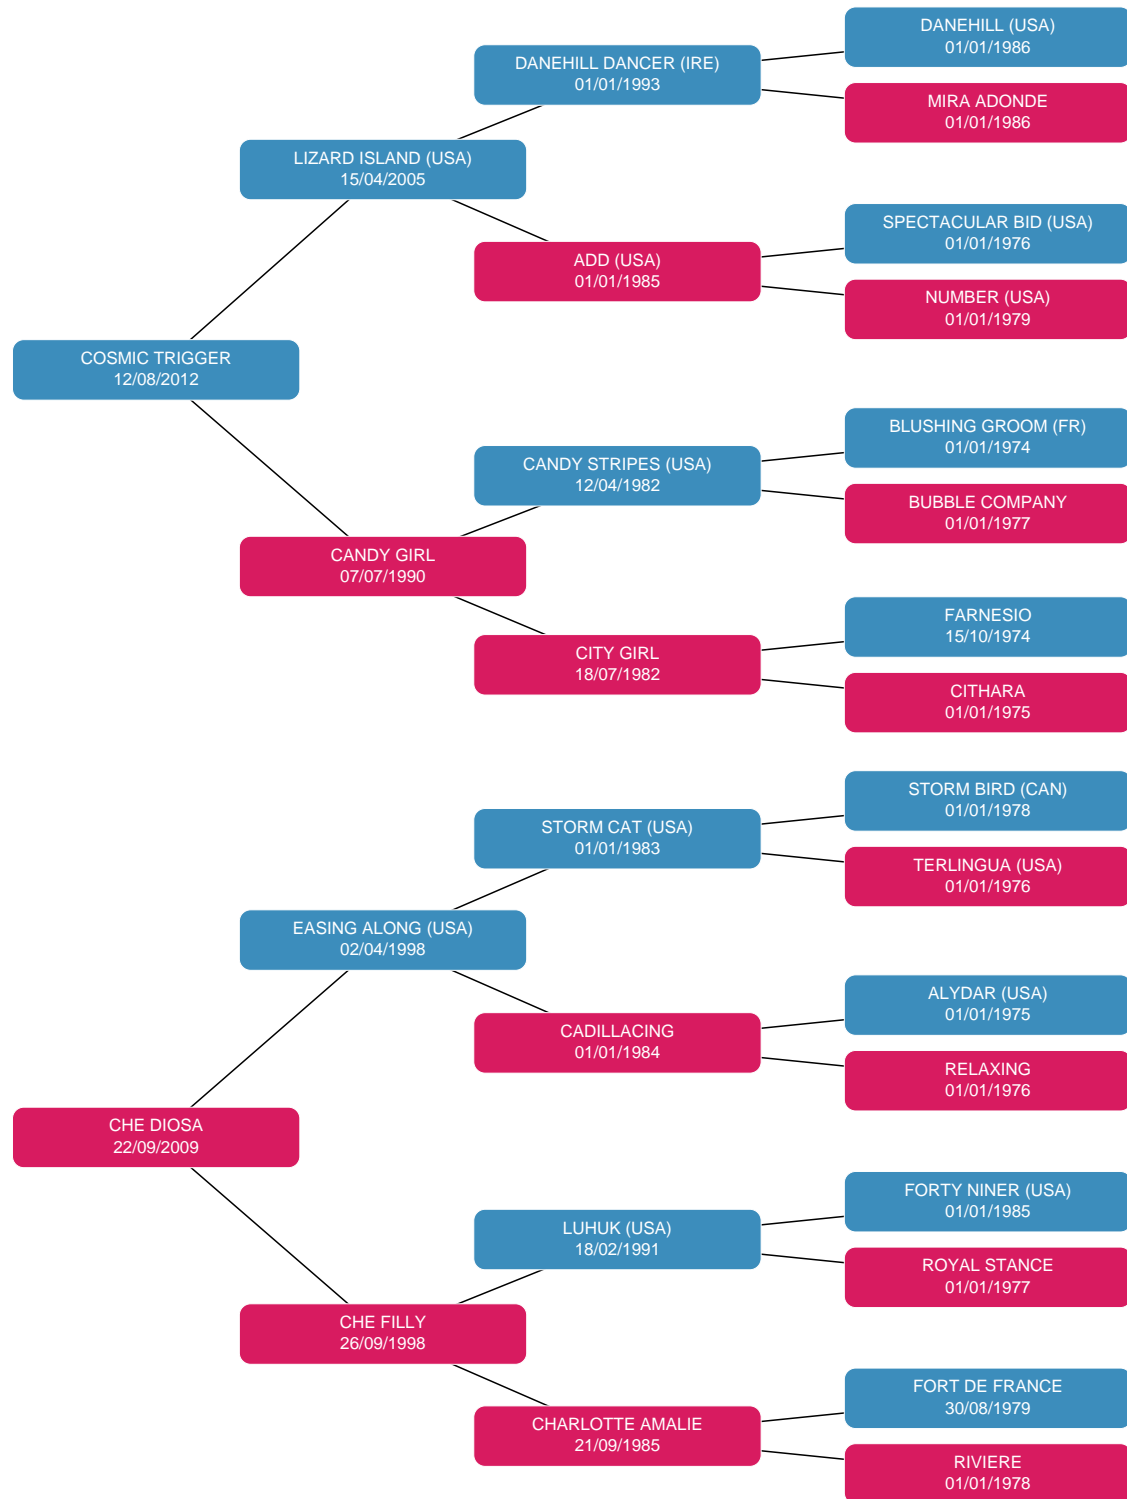 DANEHILL (USA)
01/01/1986
DANEHILL DANCER (IRE)
01/01/1993
MIRA ADONDE
01/01/1986
LIZARD ISLAND (USA)
15/04/2005
SPECTACULAR BID (USA)
01/01/1976
ADD (USA)
01/01/1985
NUMBER (USA)
01/01/1979
COSMIC TRIGGER
12/08/2012
BLUSHING GROOM (FR)
01/01/1974
CANDY STRIPES (USA)
12/04/1982
BUBBLE COMPANY
01/01/1977
CANDY GIRL
07/07/1990
FARNESIO
15/10/1974
CITY GIRL
18/07/1982
CITHARA
01/01/1975
STORM BIRD (CAN)
01/01/1978
STORM CAT (USA)
01/01/1983
TERLINGUA (USA)
01/01/1976
EASING ALONG (USA)
02/04/1998
ALYDAR (USA)
01/01/1975
CADILLACING
01/01/1984
RELAXING
01/01/1976
CHE DIOSA
22/09/2009
FORTY NINER (USA)
01/01/1985
LUHUK (USA)
18/02/1991
ROYAL STANCE
01/01/1977
CHE FILLY
26/09/1998
FORT DE FRANCE
30/08/1979
CHARLOTTE AMALIE
21/09/1985
RIVIERE
01/01/1978